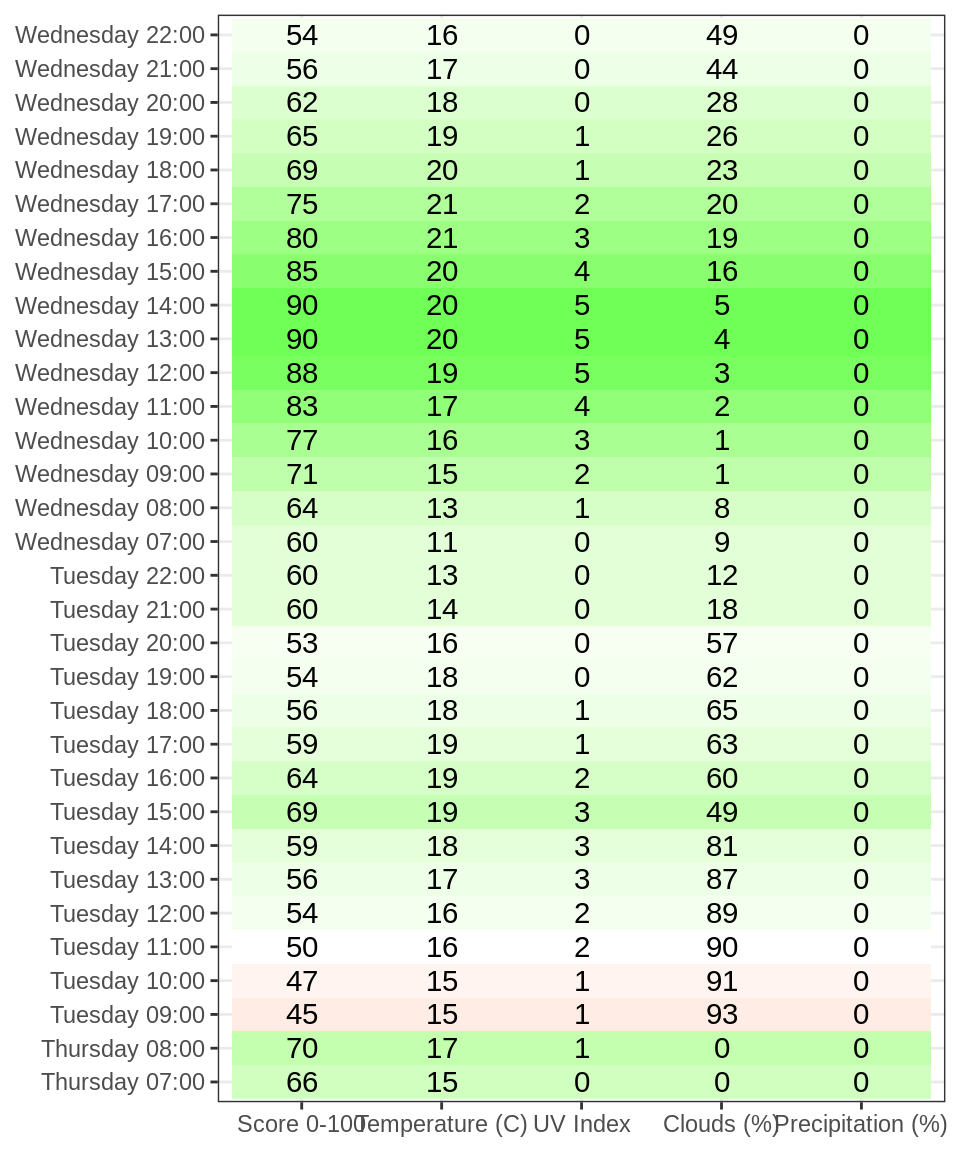 Wednesday 22:00 54 16 0 49 0
Wednesday 21:00 56 17 0 44 0
Wednesday 20:00 62 18 0 28 0
Wednesday 19:00 65 19 1 26 0
Wednesday 18:00 69 20 1 23 0
Wednesday 17:00 75 21 2 20 0
Wednesday 16:00 80 21 3 19 0
Wednesday 15:00 85 20 4 16 0
Wednesday 14:00 90 20 5 5 0
Wednesday 13:00 90 20 5 4 0
Wednesday 12:00 88 19 5 3 0
Wednesday 11:00 83 17 4 2 0
Wednesday 10:00 77 16 3 1 0
Wednesday 09:00 71 15 2 1 0
Wednesday 08:00 64 13 1 8 0
Wednesday 07:00 60 11 0 9 0
Tuesday 22:00 60 13 0 12 0
Tuesday 21:00 60 14 0 18 0
Tuesday 20:00 53 16 0 57 0
Tuesday 19:00 54 18 0 62 0
Tuesday 18:00 56 18 1 65 0
Tuesday 17:00 59 19 1 63 0
Tuesday 16:00 64 19 2 60 0
Tuesday 15:00 69 19 3 49 0
Tuesday 14:00 59 18 3 81 0
Tuesday 13:00 56 17 3 87 0
Tuesday 12:00 54 16 2 89 0
Tuesday 11:00 50 16 2 90 0
Tuesday 10:00 47 15 1 91 0
Tuesday 09:00 45 15 1 93 0
Thursday 08:00 70 17 1 0 0
Thursday 07:00 66 15 0 0 0
Score 0-100 Temperature (C) UV Index Clouds (%) Precipitation (%)